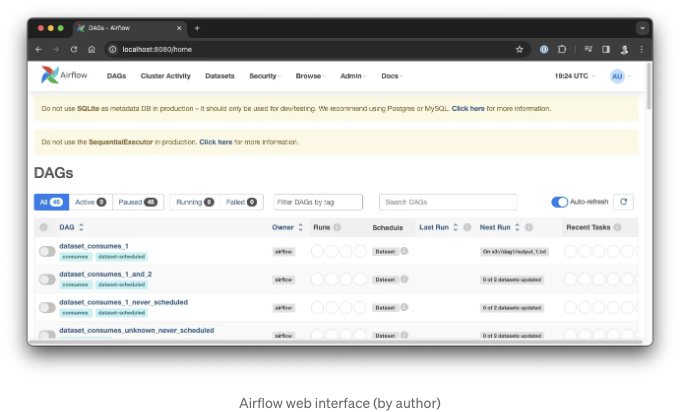 DAGs - Airflow
localhost:8080/home
Airflow DAGs Cluster Activity Datasets Security Browse Admin Docs 19:24 UTC AU
Do not use SQLite as metadata DB in production – it should only be used for dev/testing. We recommend using Postgres or MySQL. Click here for more information.
Do not use the SequentialExecutor in production. Click here for more information.
DAGs
All 45 Active 0 Paused 45 Running 0 Failed 0 Filter DAGs by tag Search DAGs Auto-refresh
DAG Owner Runs Schedule Last Run Next Run Recent Tasks
dataset_consumes_1
consumes dataset-scheduled airflow Dataset On s3://dag1/output_1.txt
dataset_consumes_1_and_2
consumes dataset-scheduled airflow Dataset 0 of 2 datasets updated
dataset_consumes_1_never_scheduled
consumes dataset-scheduled airflow Dataset 0 of 2 datasets updated
dataset_consumes_unknown_never_scheduled
airflow Dataset 0 of 2 datasets updated
Airflow web interface (by author)